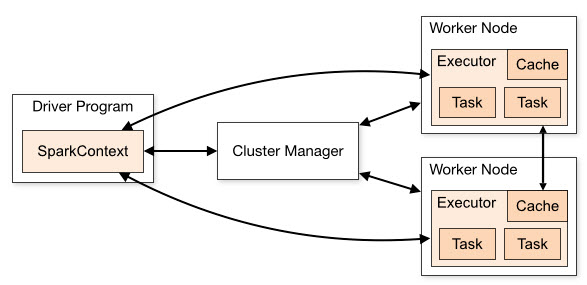 Driver Program
SparkContext
Cluster Manager
Worker Node
Executor
Cache
Task
Task
Worker Node
Executor
Cache
Task
Task